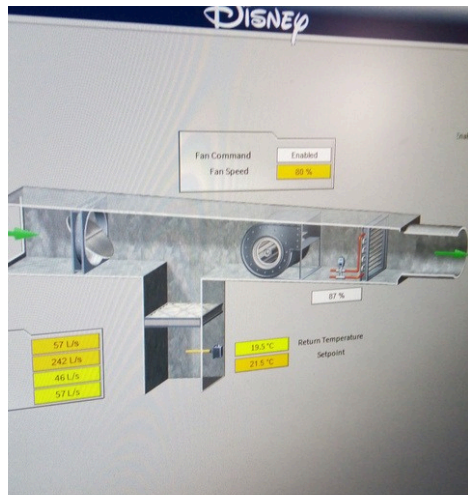 DISNEY
Fan Command
Enabled
Fan Speed
80 %
87 %
57 L/s
242 L/s
46 L/s
57 L/s
19.5 °C
Return Temperature
21.5 °C
Setpoint